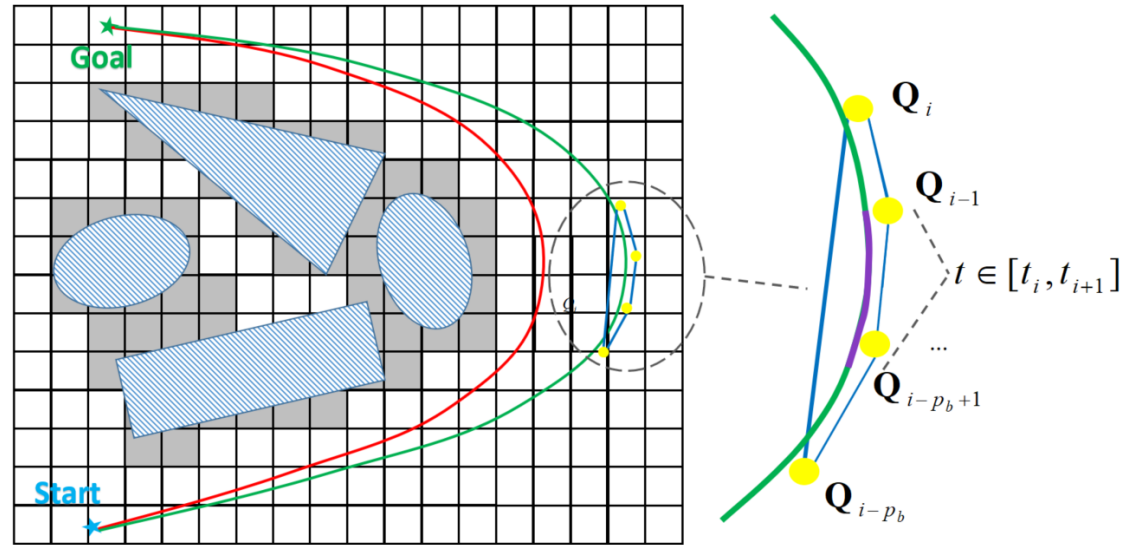 Goal
Start
Q_i
Q_{i-1}
t ∈ [t_i, t_{i+1}]
...
Q_{i-p_b+1}
Q_{i-p_b}